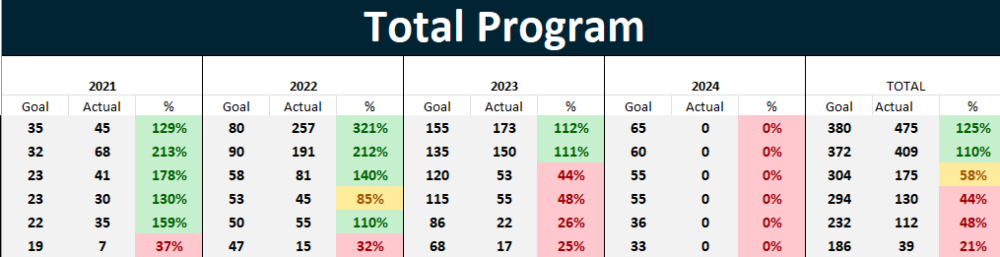 Total Program
2021 2022 2023 2024 TOTAL
Goal Actual % Goal Actual % Goal Actual % Goal Actual % Goal Actual %
35 45 129% 80 257 321% 155 173 112% 65 0 0% 380 475 125%
32 68 213% 90 191 212% 135 150 111% 60 0 0% 372 409 110%
23 41 178% 58 81 140% 120 53 44% 55 0 0% 304 175 58%
23 30 130% 53 45 85% 115 55 48% 55 0 0% 294 130 44%
22 35 159% 50 55 110% 86 22 26% 36 0 0% 232 112 48%
19 7 37% 47 15 32% 68 17 25% 33 0 0% 186 39 21%